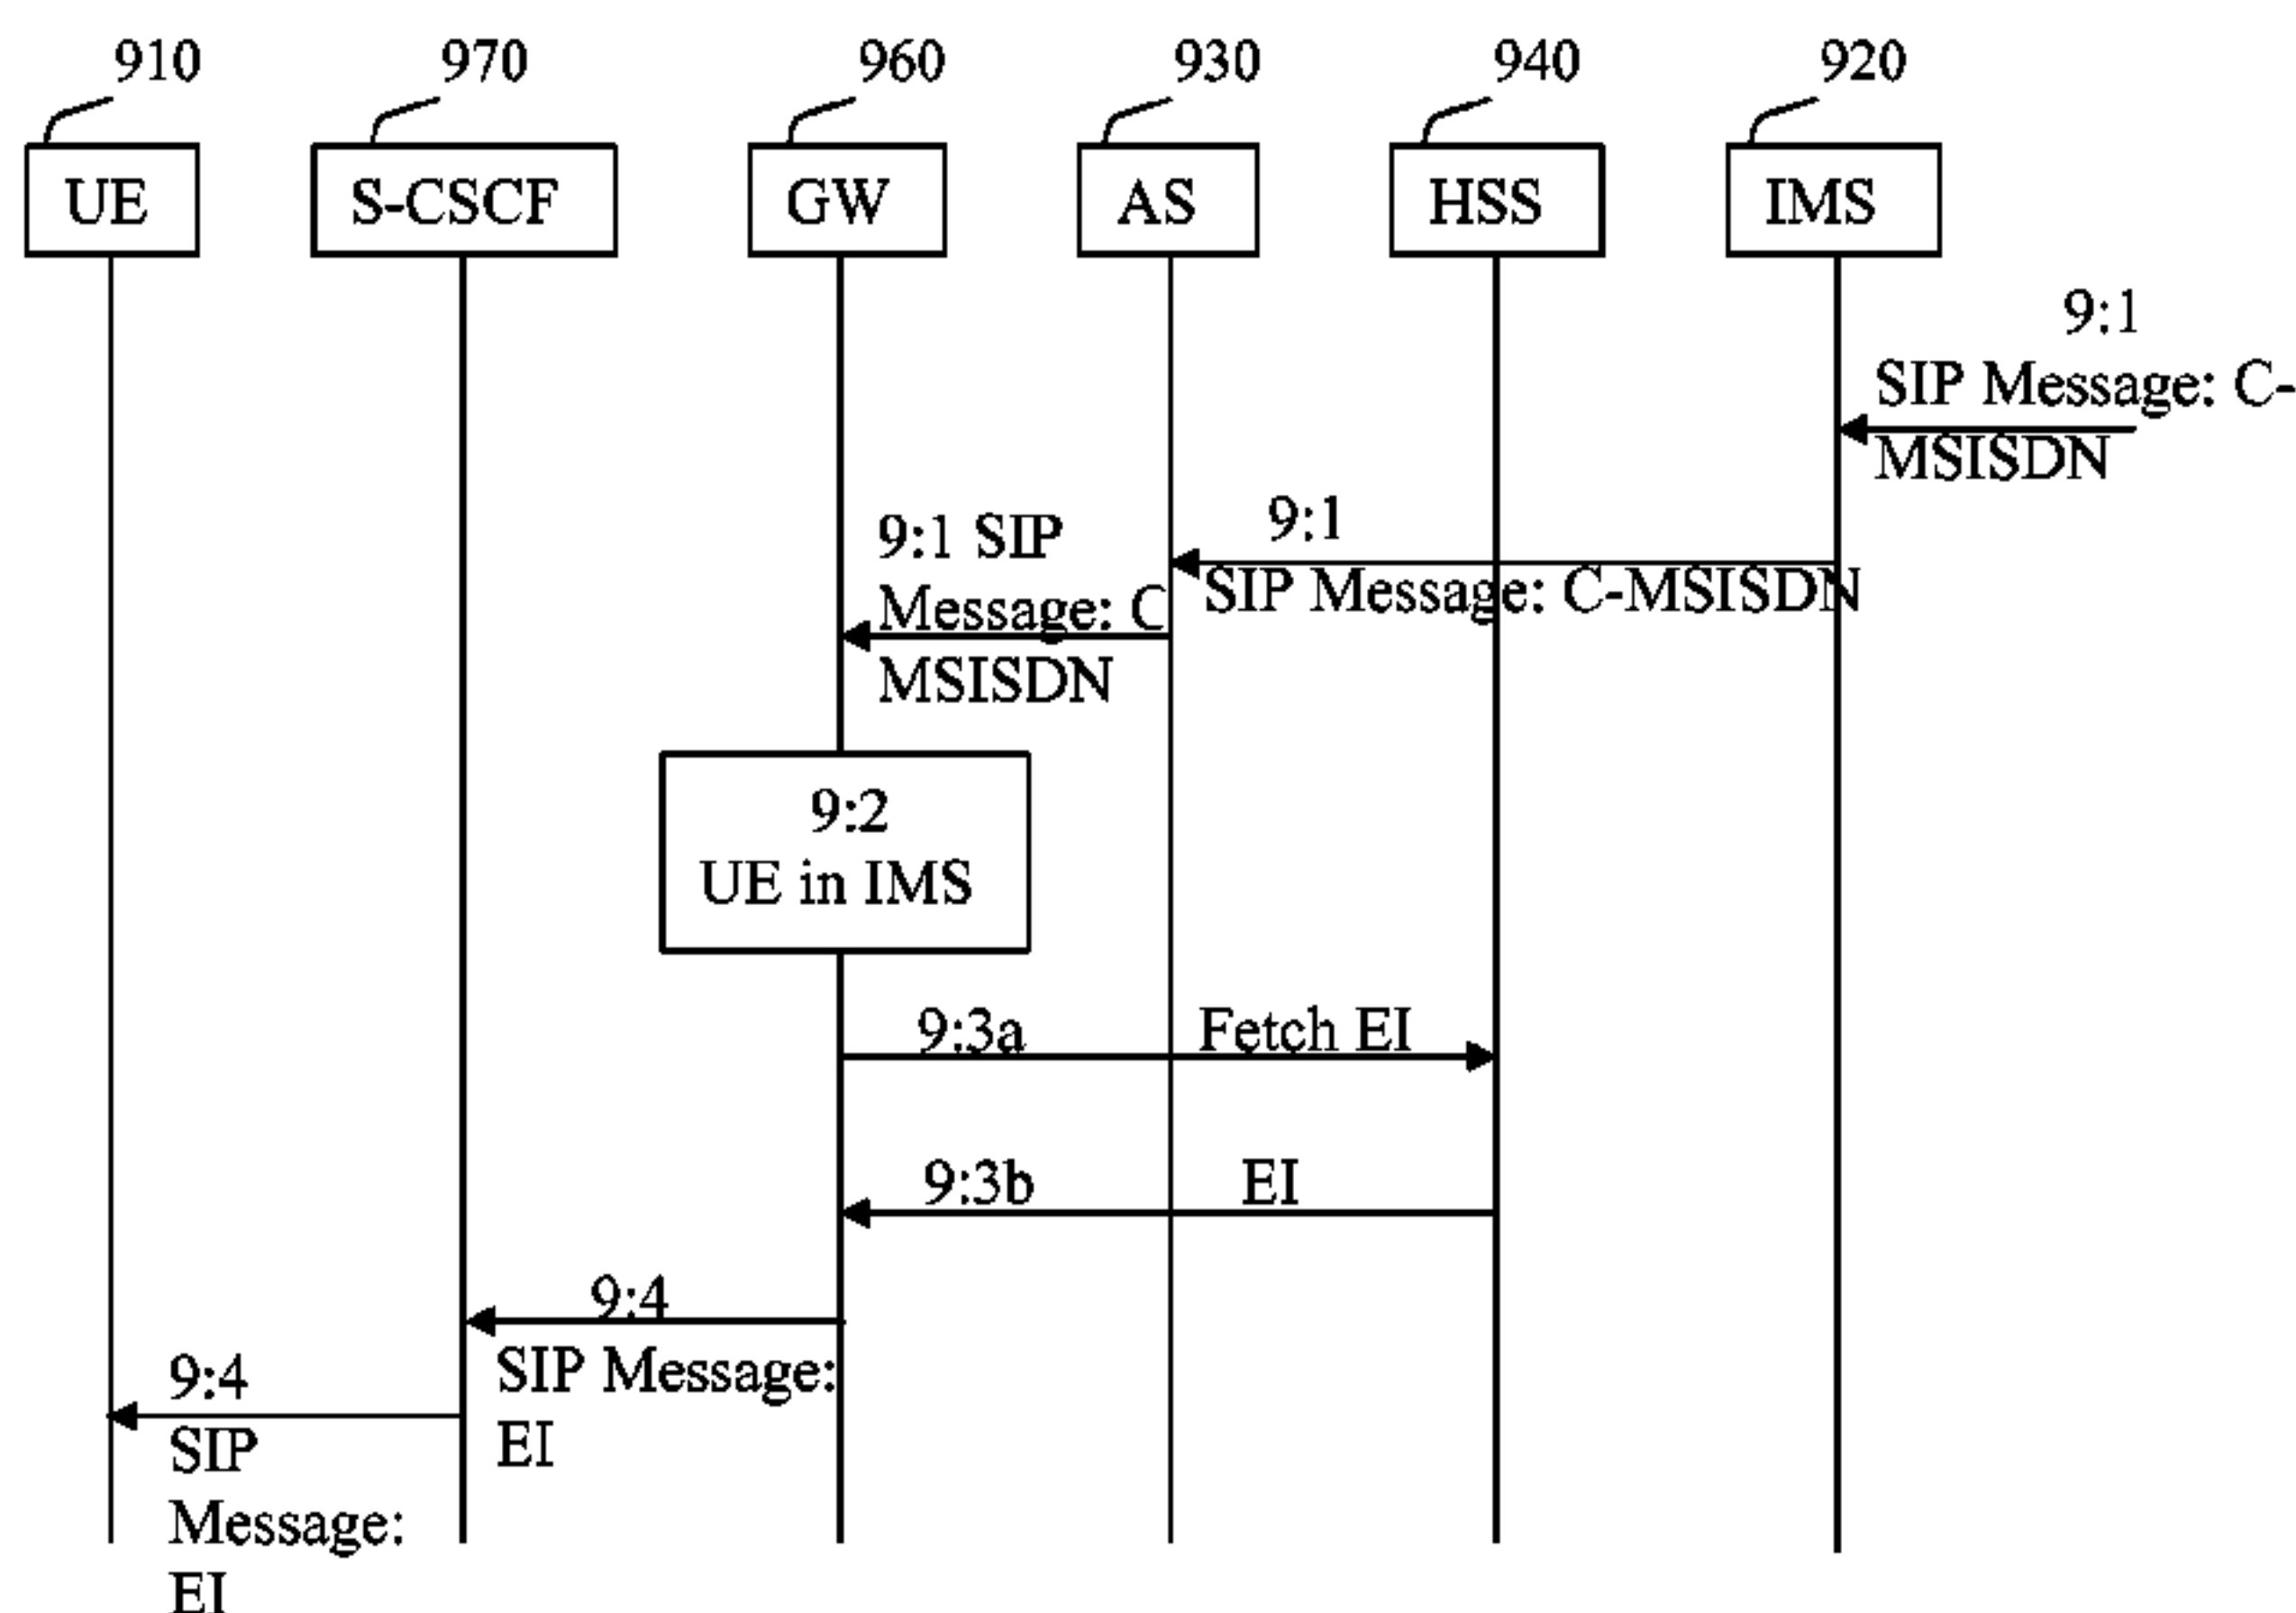 910
970
960
930
940
920
UE
S-CSCF
GW
AS
HSS
IMS
9:1
SIP Message: C-
MSISDN
9:1
SIP Message: C-MSISDN
9:1 SIP
Message: C
MSISDN
9:2
UE in IMS
9:3a
Fetch EI
9:3b
EI
9:4
SIP Message:
EI
9:4
SIP
Message:
EI